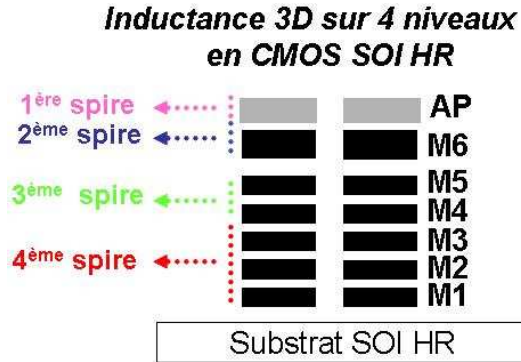 Inductance 3D sur 4 niveaux
en CMOS SOI HR
1ère spire
AP
2ème spire
M6
M5
3ème spire
M4
M3
4ème spire
M2
M1
Substrat SOI HR